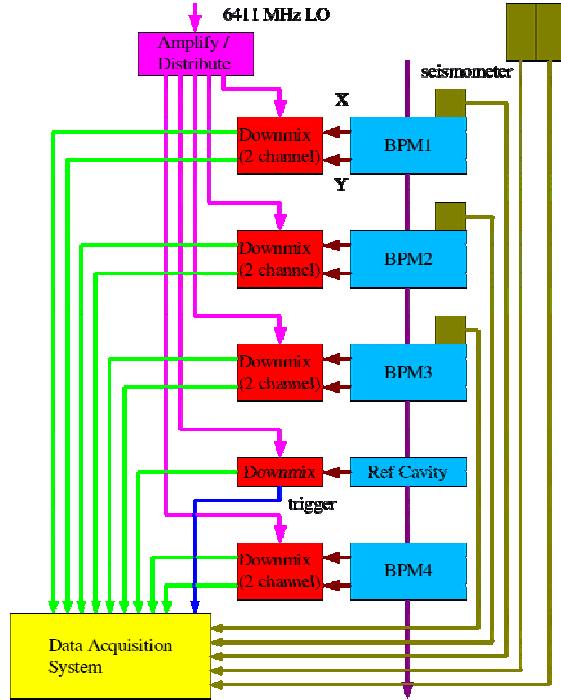 6411 MHz LO
Amplify /
Distribute
seismometer
X
Downmix
(2 channel)
BPM1
Y
Downmix
(2 channel)
BPM2
Downmix
(2 channel)
BPM3
Downmix
Ref Cavity
trigger
Downmix
(2 channel)
BPM4
Data Acquisition
System